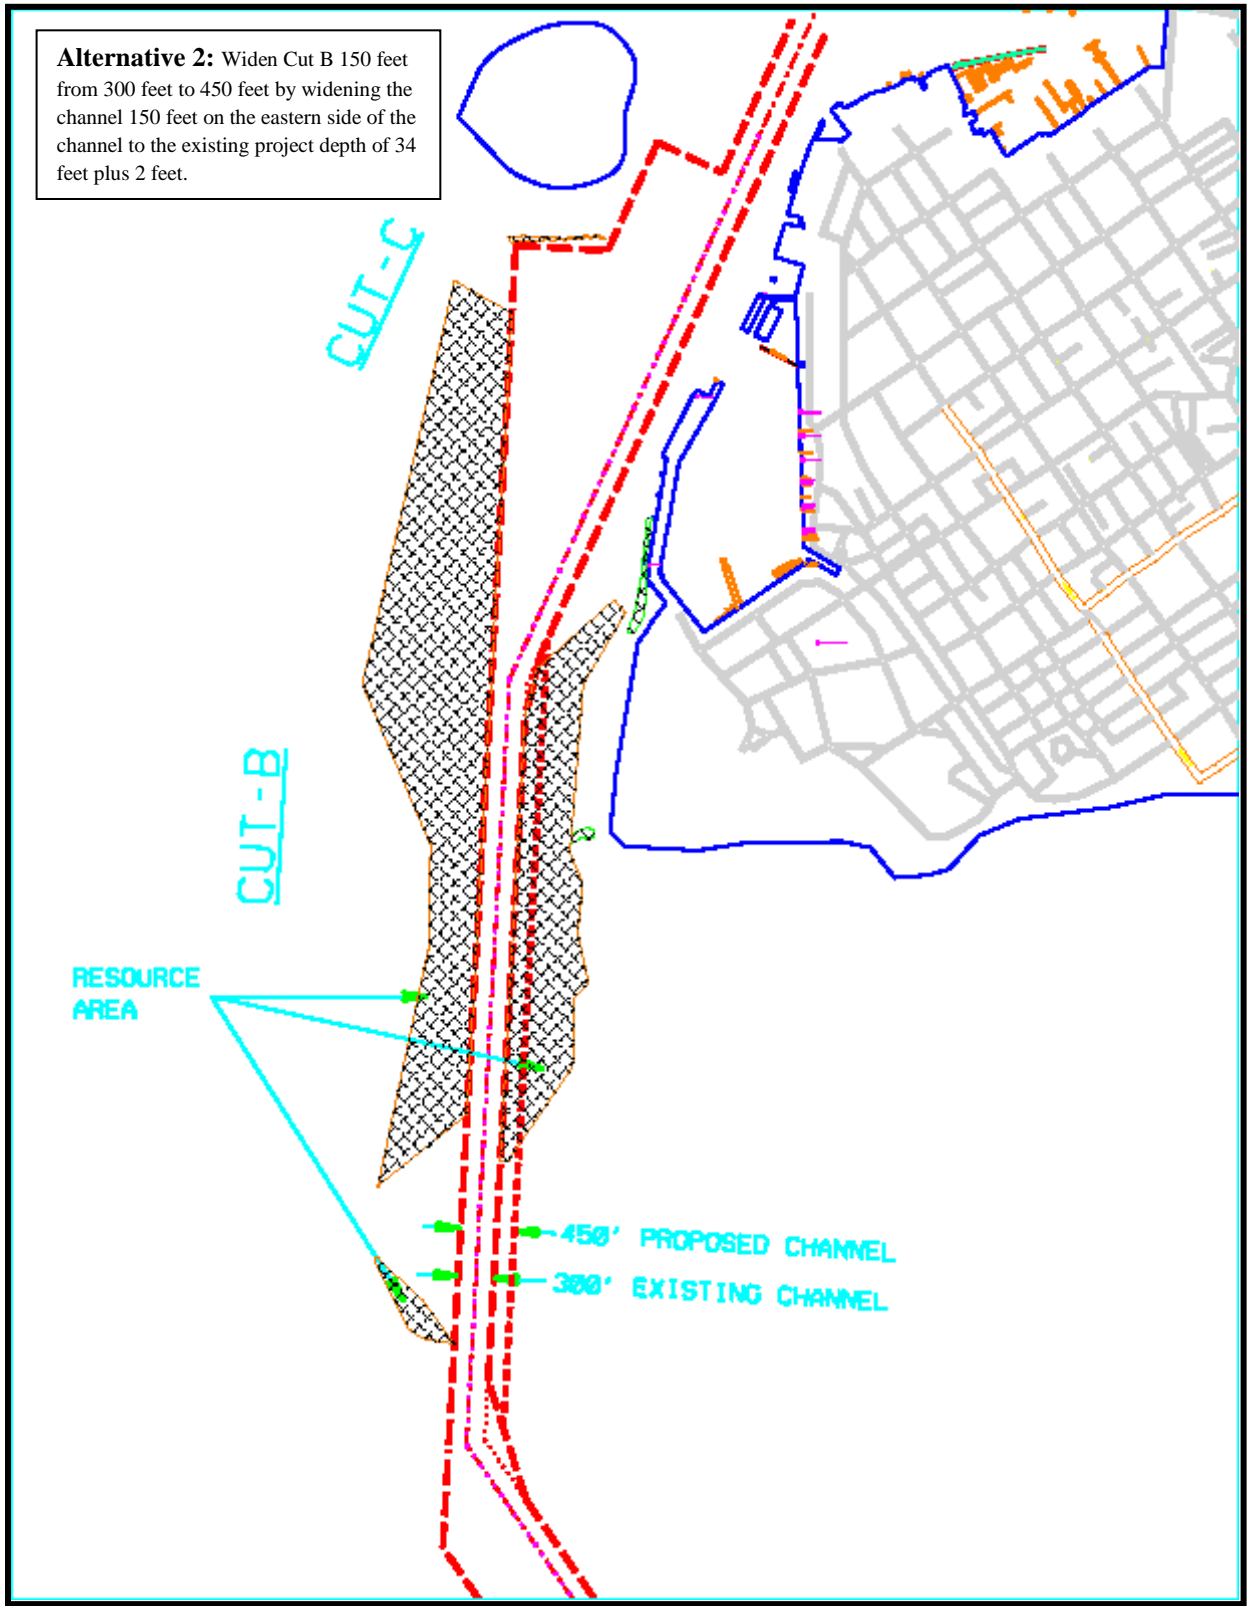 Alternative 2: Widen Cut B 150 feet
from 300 feet to 450 feet by widening the
channel 150 feet on the eastern side of the
channel to the existing project depth of 34
feet plus 2 feet.
CUT-C
CUT-B
RESOURCE
AREA
450' PROPOSED CHANNEL
300' EXISTING CHANNEL